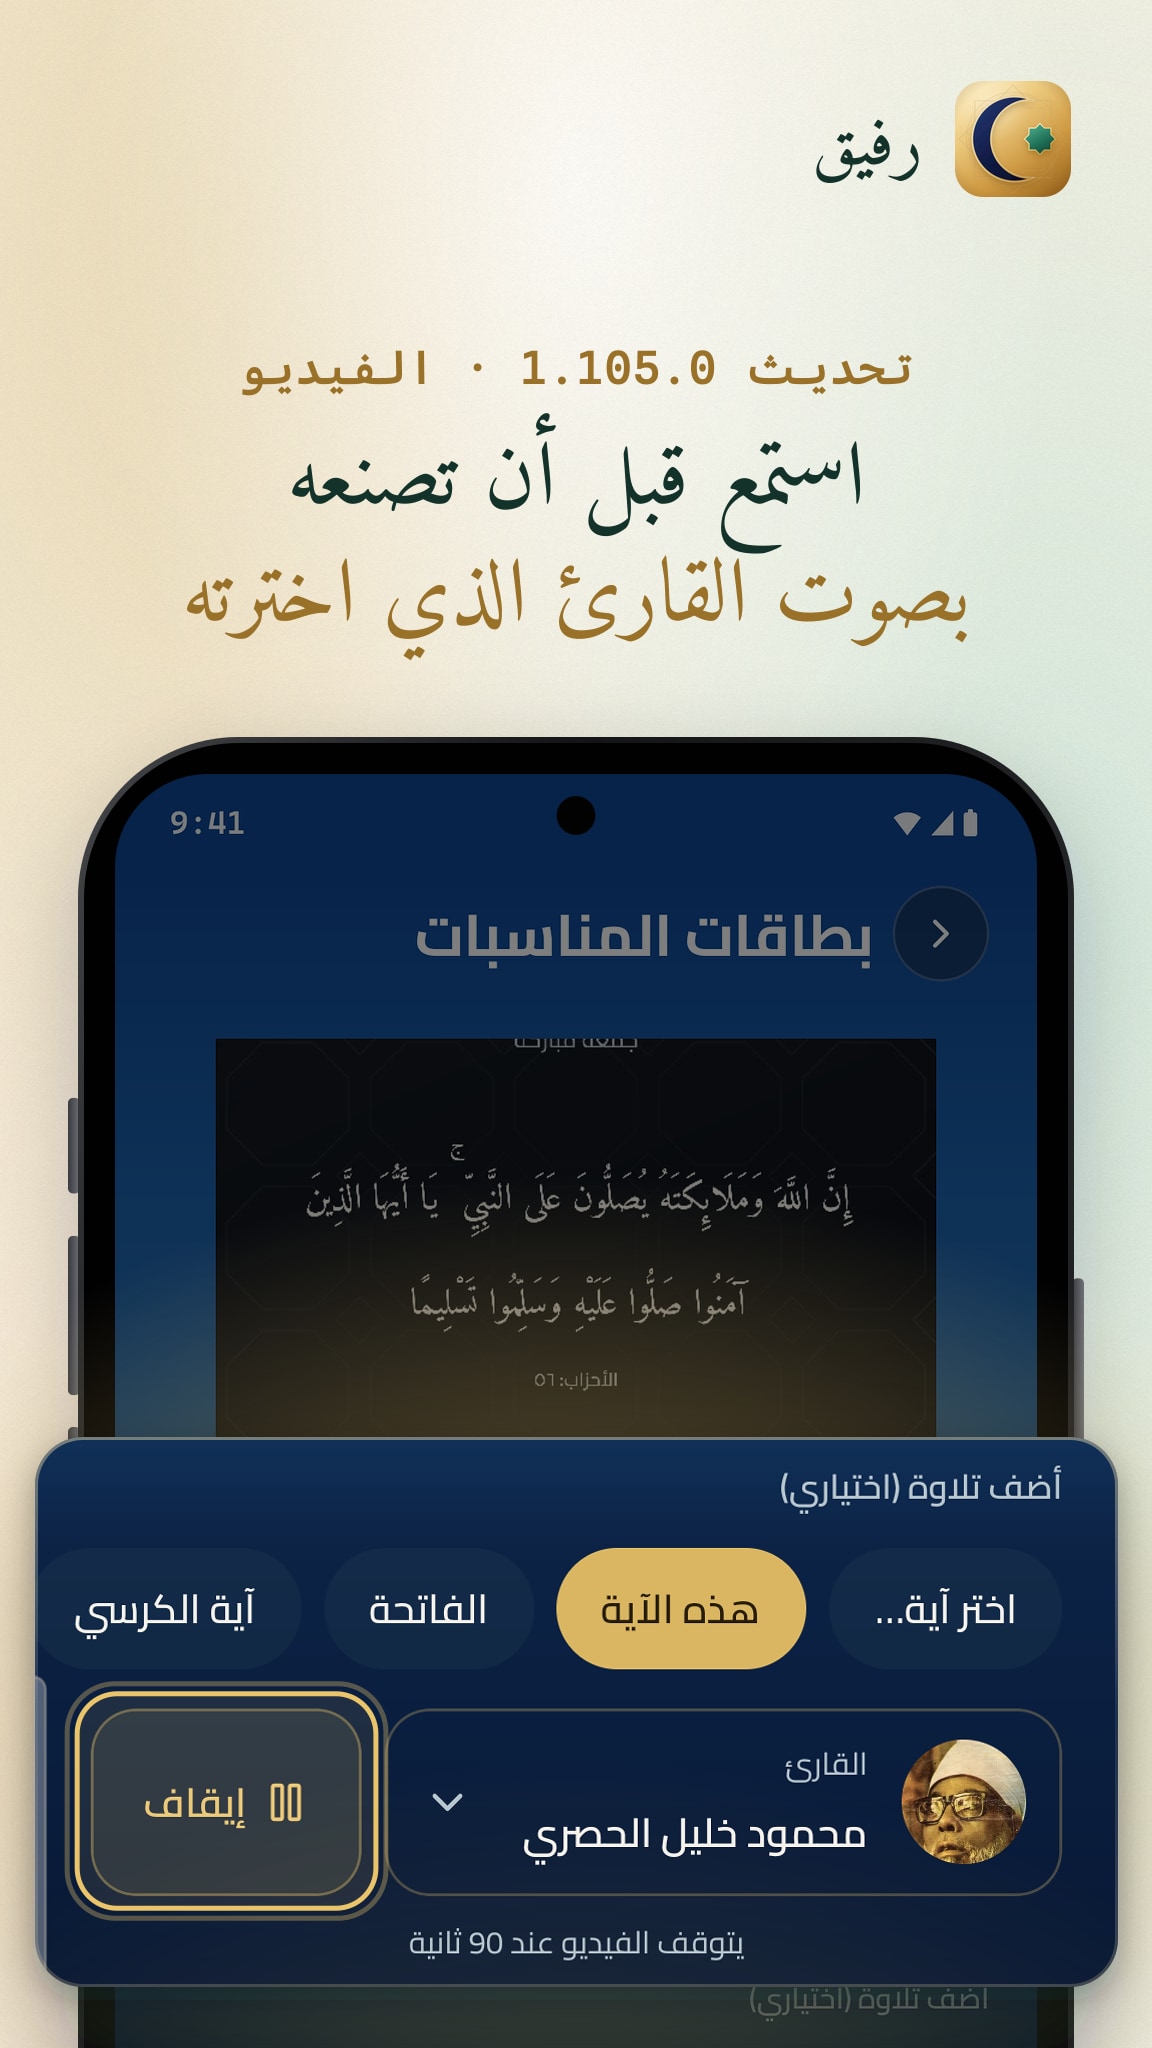 رفيق
تحديث 1.105.0 · الفيديو
استمع قبل أن تصنعه
بصوت القارئ الذي اخترته
9:41
بطاقات المناسبات
جمعة مباركة
إِنَّ اللَّهَ وَمَلَائِكَتَهُ يُصَلُّونَ عَلَى النَّبِيِّ ۚ يَا أَيُّهَا الَّذِينَ
آمَنُوا صَلُّوا عَلَيْهِ وَسَلِّمُوا تَسْلِيمًا
الأحزاب: ٥٦
أضف تلاوة (اختياري)
اختر آية... هذه الآية الفاتحة آية الكرسي
القارئ
محمود خليل الحصري
إيقاف
يتوقف الفيديو عند 90 ثانية
أضف تلاوة (اختياري)